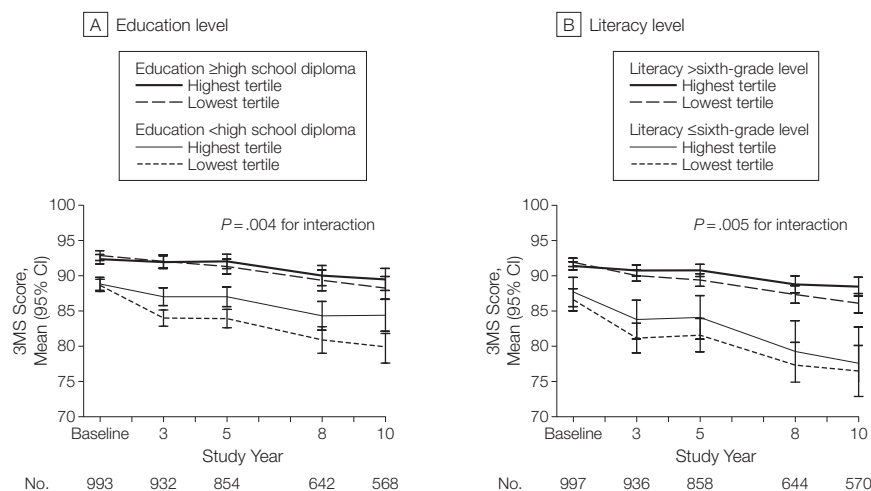 A Education level
Education ≥high school diploma
Highest tertile
Lowest tertile
Education <high school diploma
Highest tertile
Lowest tertile
100
95
90
85
80
75
70
3MS Score,
Mean (95% CI)
P=.004 for interaction
Baseline 3 5 8 10
Study Year
No. 993 932 854 642 568
B Literacy level
Literacy >sixth-grade level
Highest tertile
Lowest tertile
Literacy ≤sixth-grade level
Highest tertile
Lowest tertile
100
95
90
85
80
75
70
3MS Score,
Mean (95% CI)
P=.005 for interaction
Baseline 3 5 8 10
Study Year
No. 997 936 858 644 570